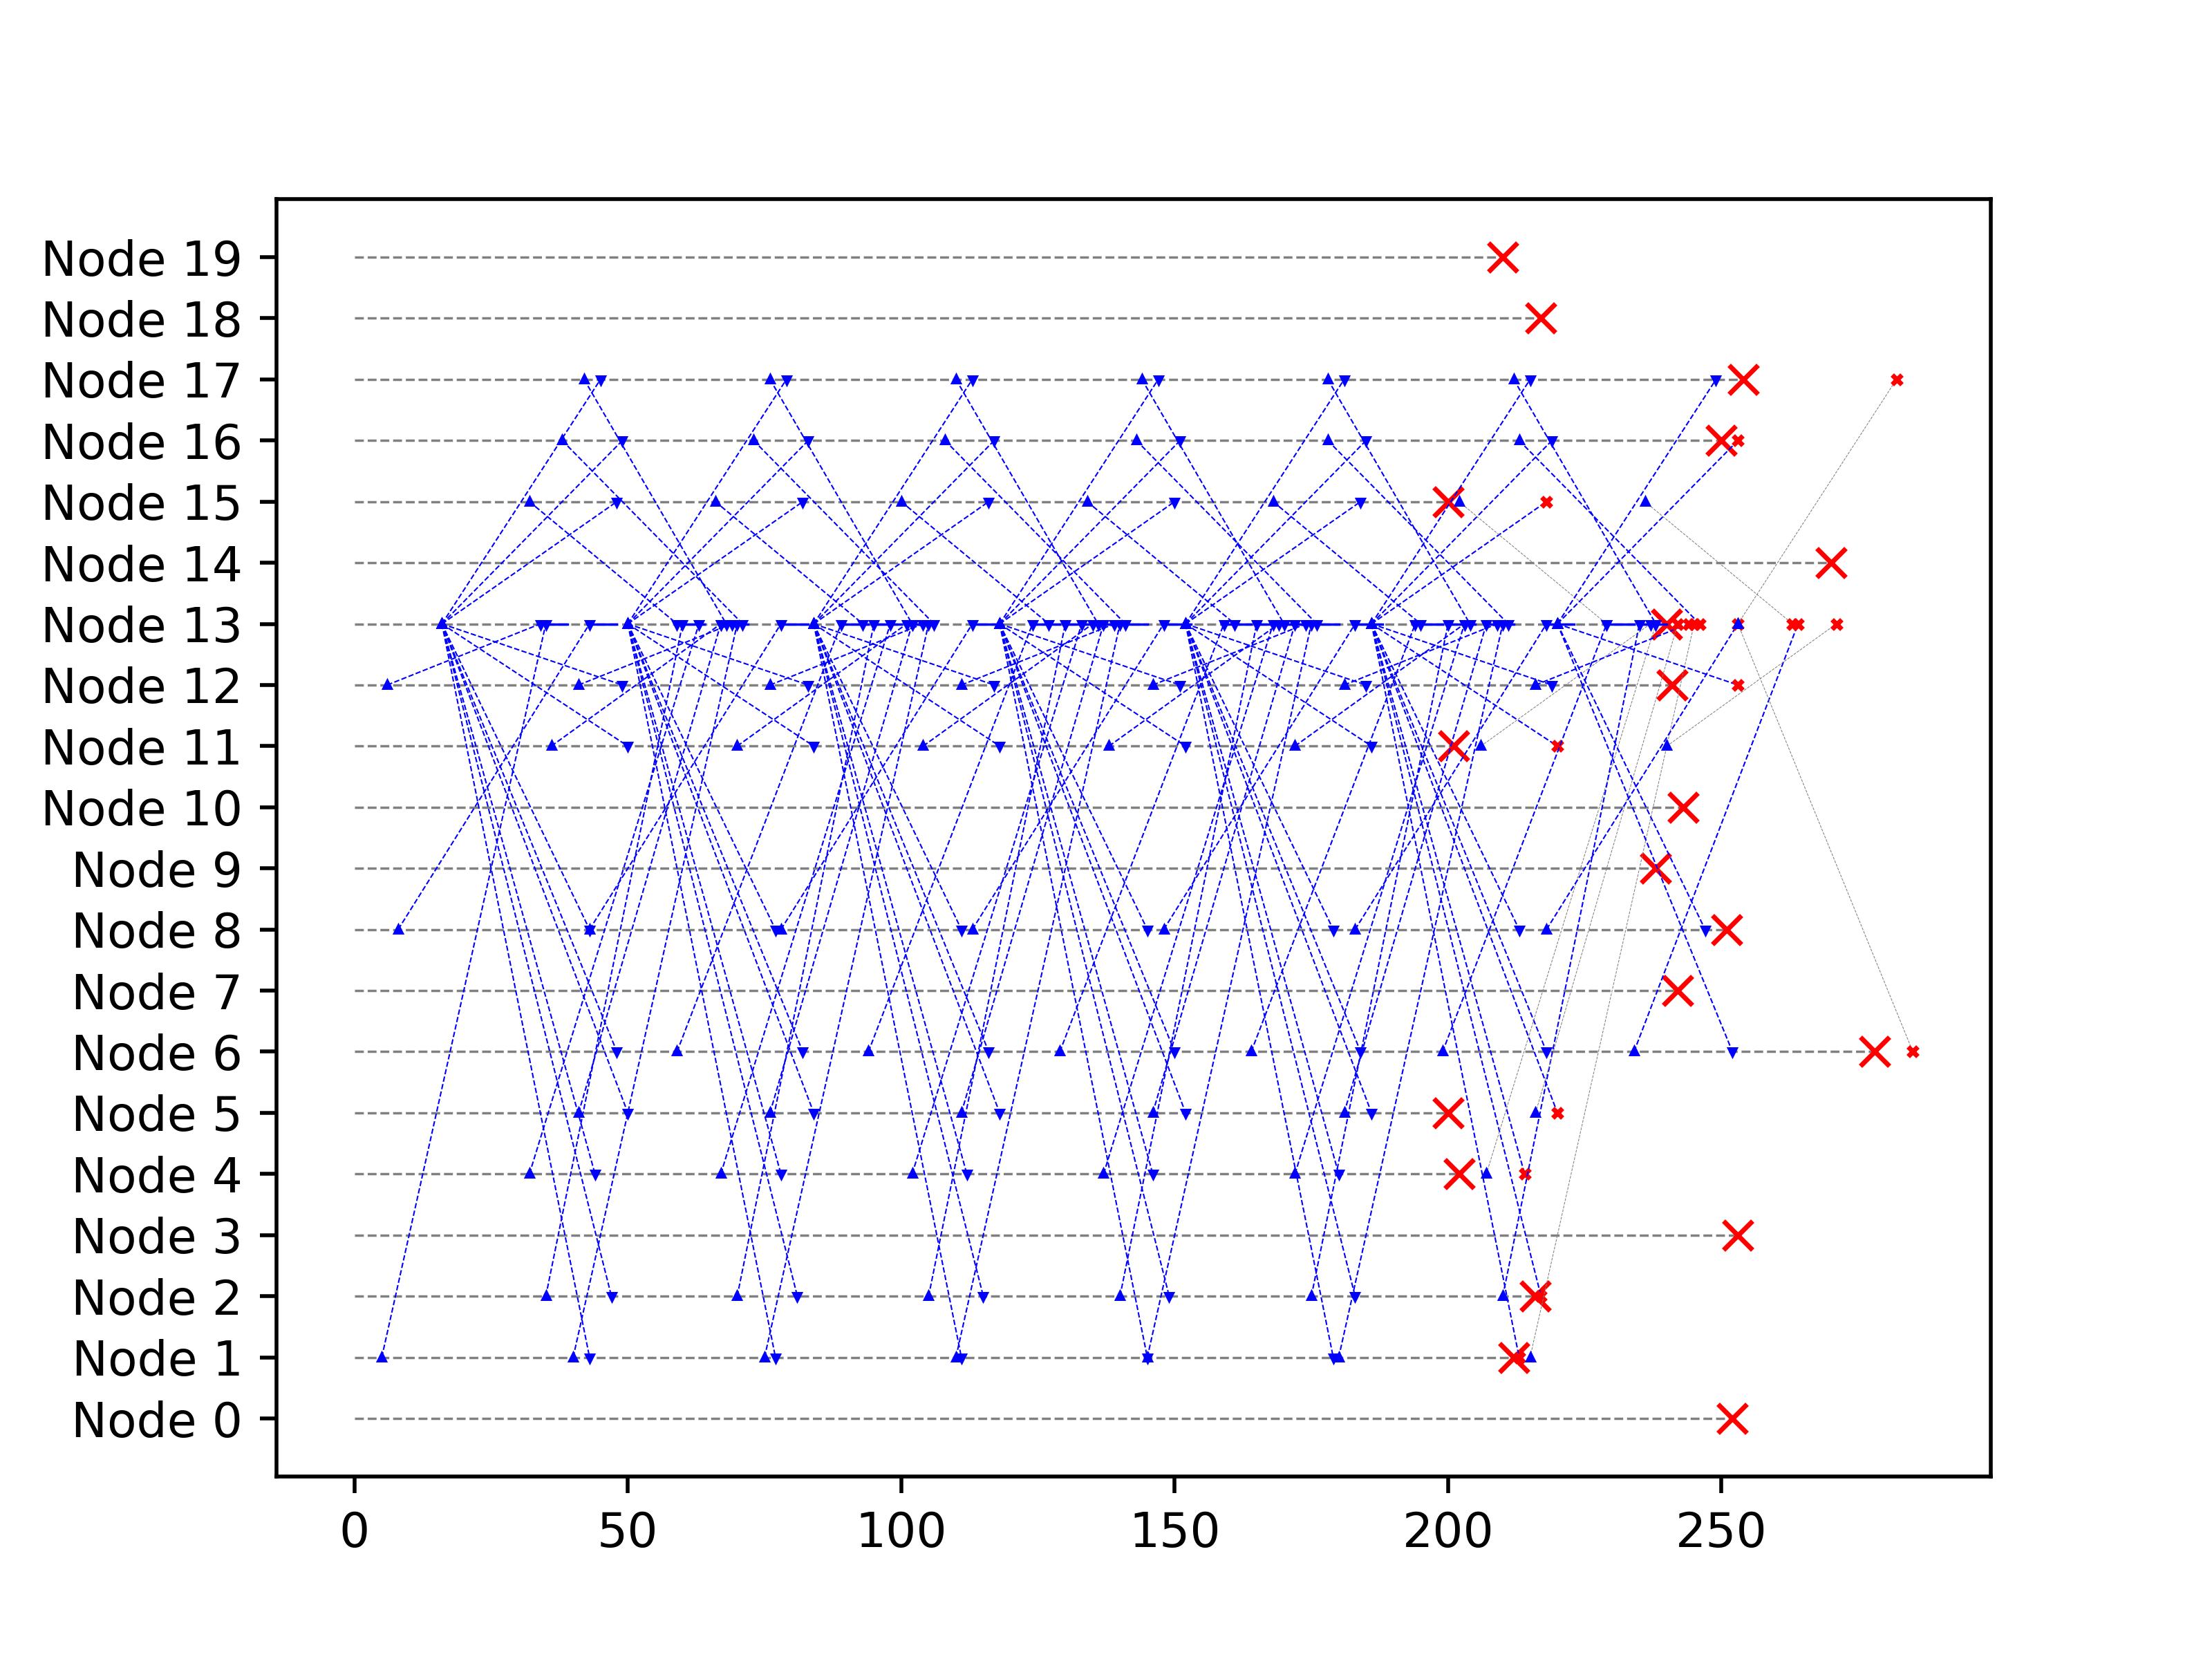 Node 19
Node 18
Node 17
Node 16
Node 15
Node 14
Node 13
Node 12
Node 11
Node 10
Node 9
Node 8
Node 7
Node 6
Node 5
Node 4
Node 3
Node 2
Node 1
Node 0
0 50 100 150 200 250